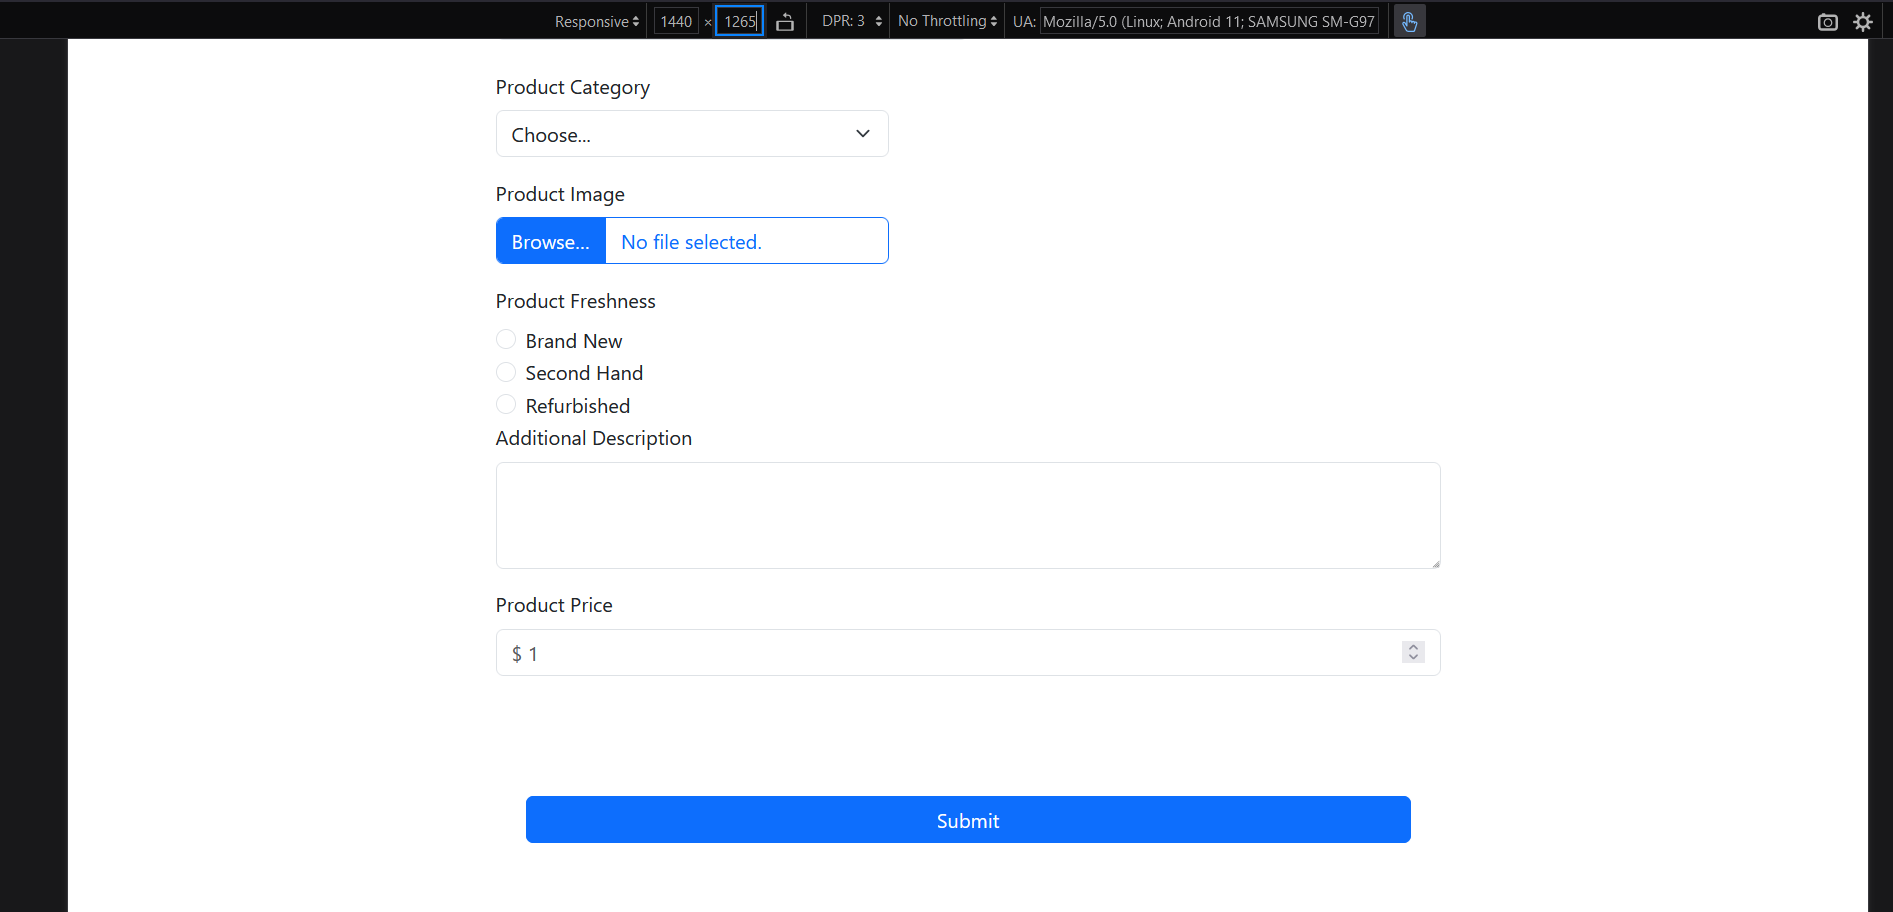 Responsive 1440 × 1265 DPR: 3 No Throttling UA: Mozilla/5.0 (Linux; Android 11; SAMSUNG SM-G97
Product Category
Choose...
Product Image
Browse... No file selected.
Product Freshness
Brand New
Second Hand
Refurbished
Additional Description
Product Price
$ 1
Submit